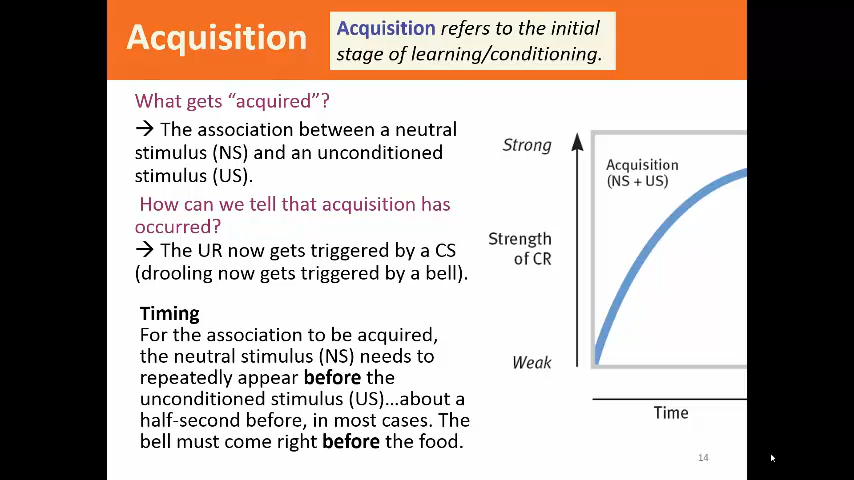 Acquisition
Acquisition refers to the initial
stage of learning/conditioning.
What gets “acquired”?
→ The association between a neutral
stimulus (NS) and an unconditioned
stimulus (US).
How can we tell that acquisition has
occurred?
→ The UR now gets triggered by a CS
(drooling now gets triggered by a bell).
Timing
For the association to be acquired,
the neutral stimulus (NS) needs to
repeatedly appear before the
unconditioned stimulus (US)…about a
half-second before, in most cases. The
bell must come right before the food.
Strong
Acquisition
(NS + US)
Strength
of CR
Weak
Time
14